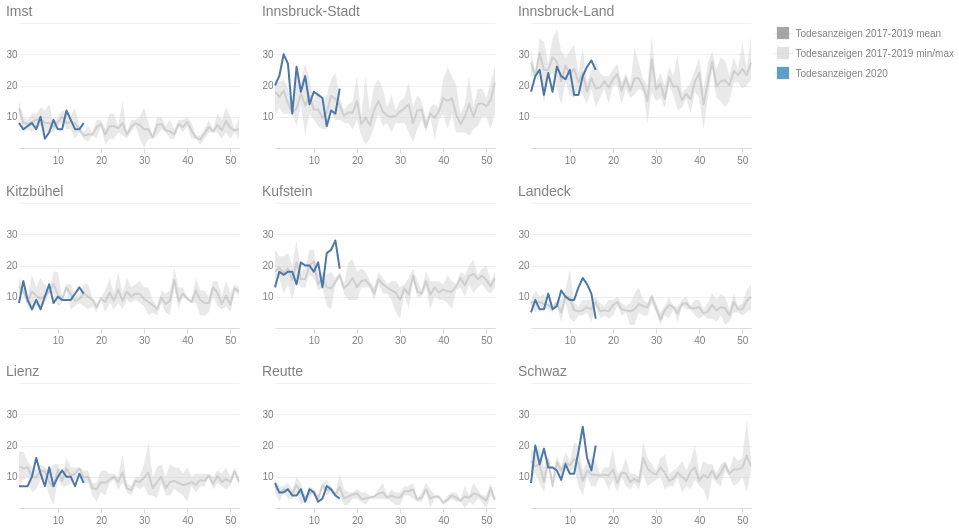 Imst
Innsbruck-Stadt
Innsbruck-Land
Todesanzeigen 2017-2019 mean
Todesanzeigen 2017-2019 min/max
Todesanzeigen 2020
30 30 30
20 20 20
10 10 10
10 20 30 40 50 10 20 30 40 50 10 20 30 40 50
Kitzbühel
Kufstein
Landeck
30 30 30
20 20 20
10 10 10
10 20 30 40 50 10 20 30 40 50 10 20 30 40 50
Lienz
Reutte
Schwaz
30 30 30
20 20 20
10 10 10
10 20 30 40 50 10 20 30 40 50 10 20 30 40 50